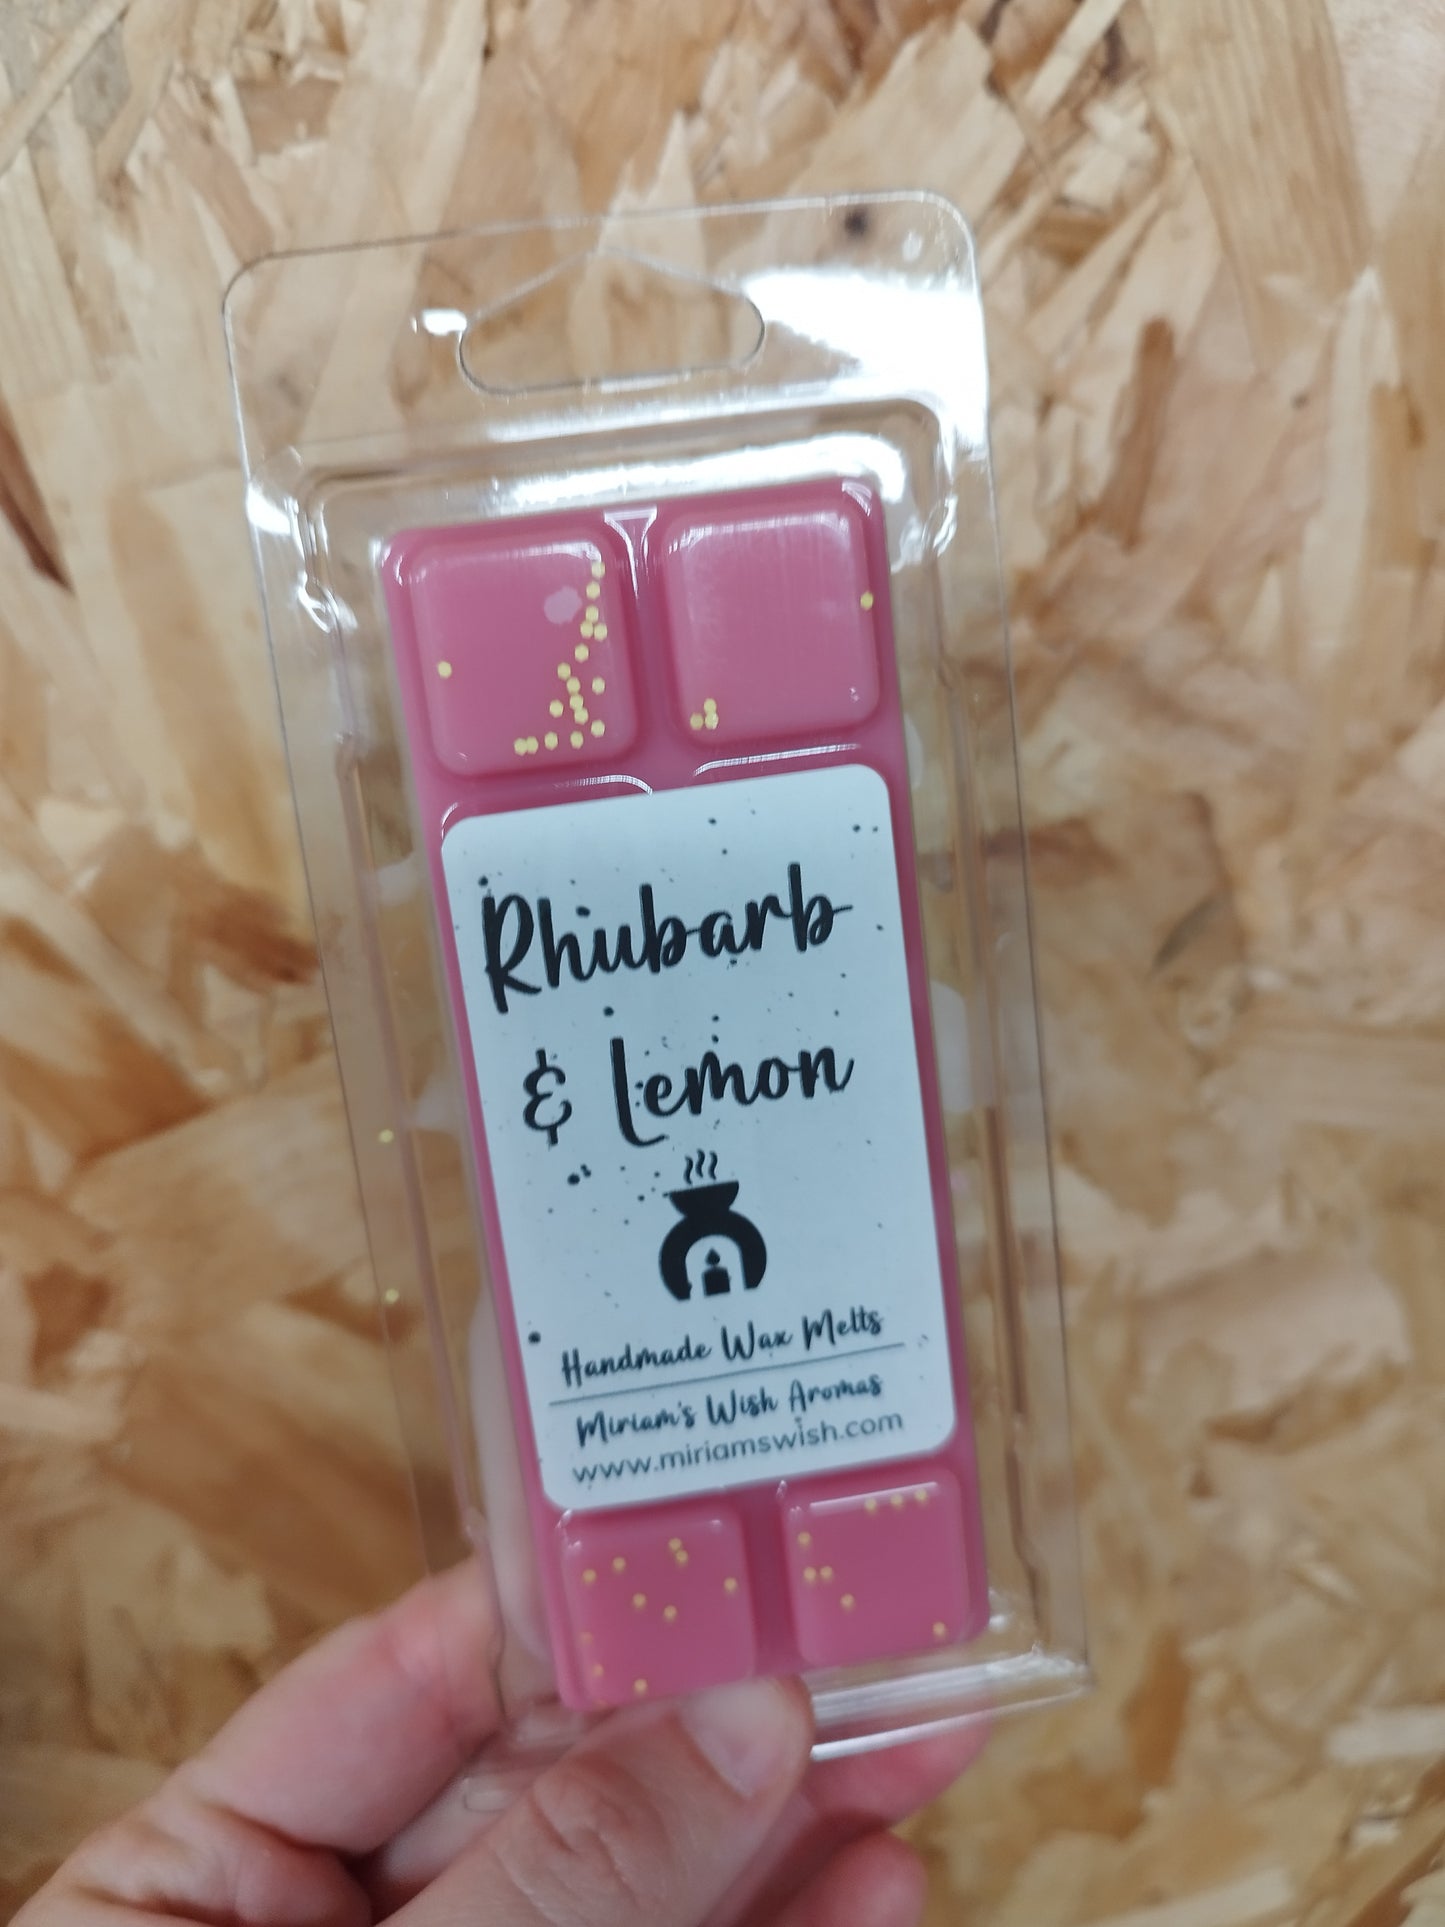 Rhubarb
& Lemon
Handmade Wax Melts
Miriam's Wish Aromas
www.miriamswish.com